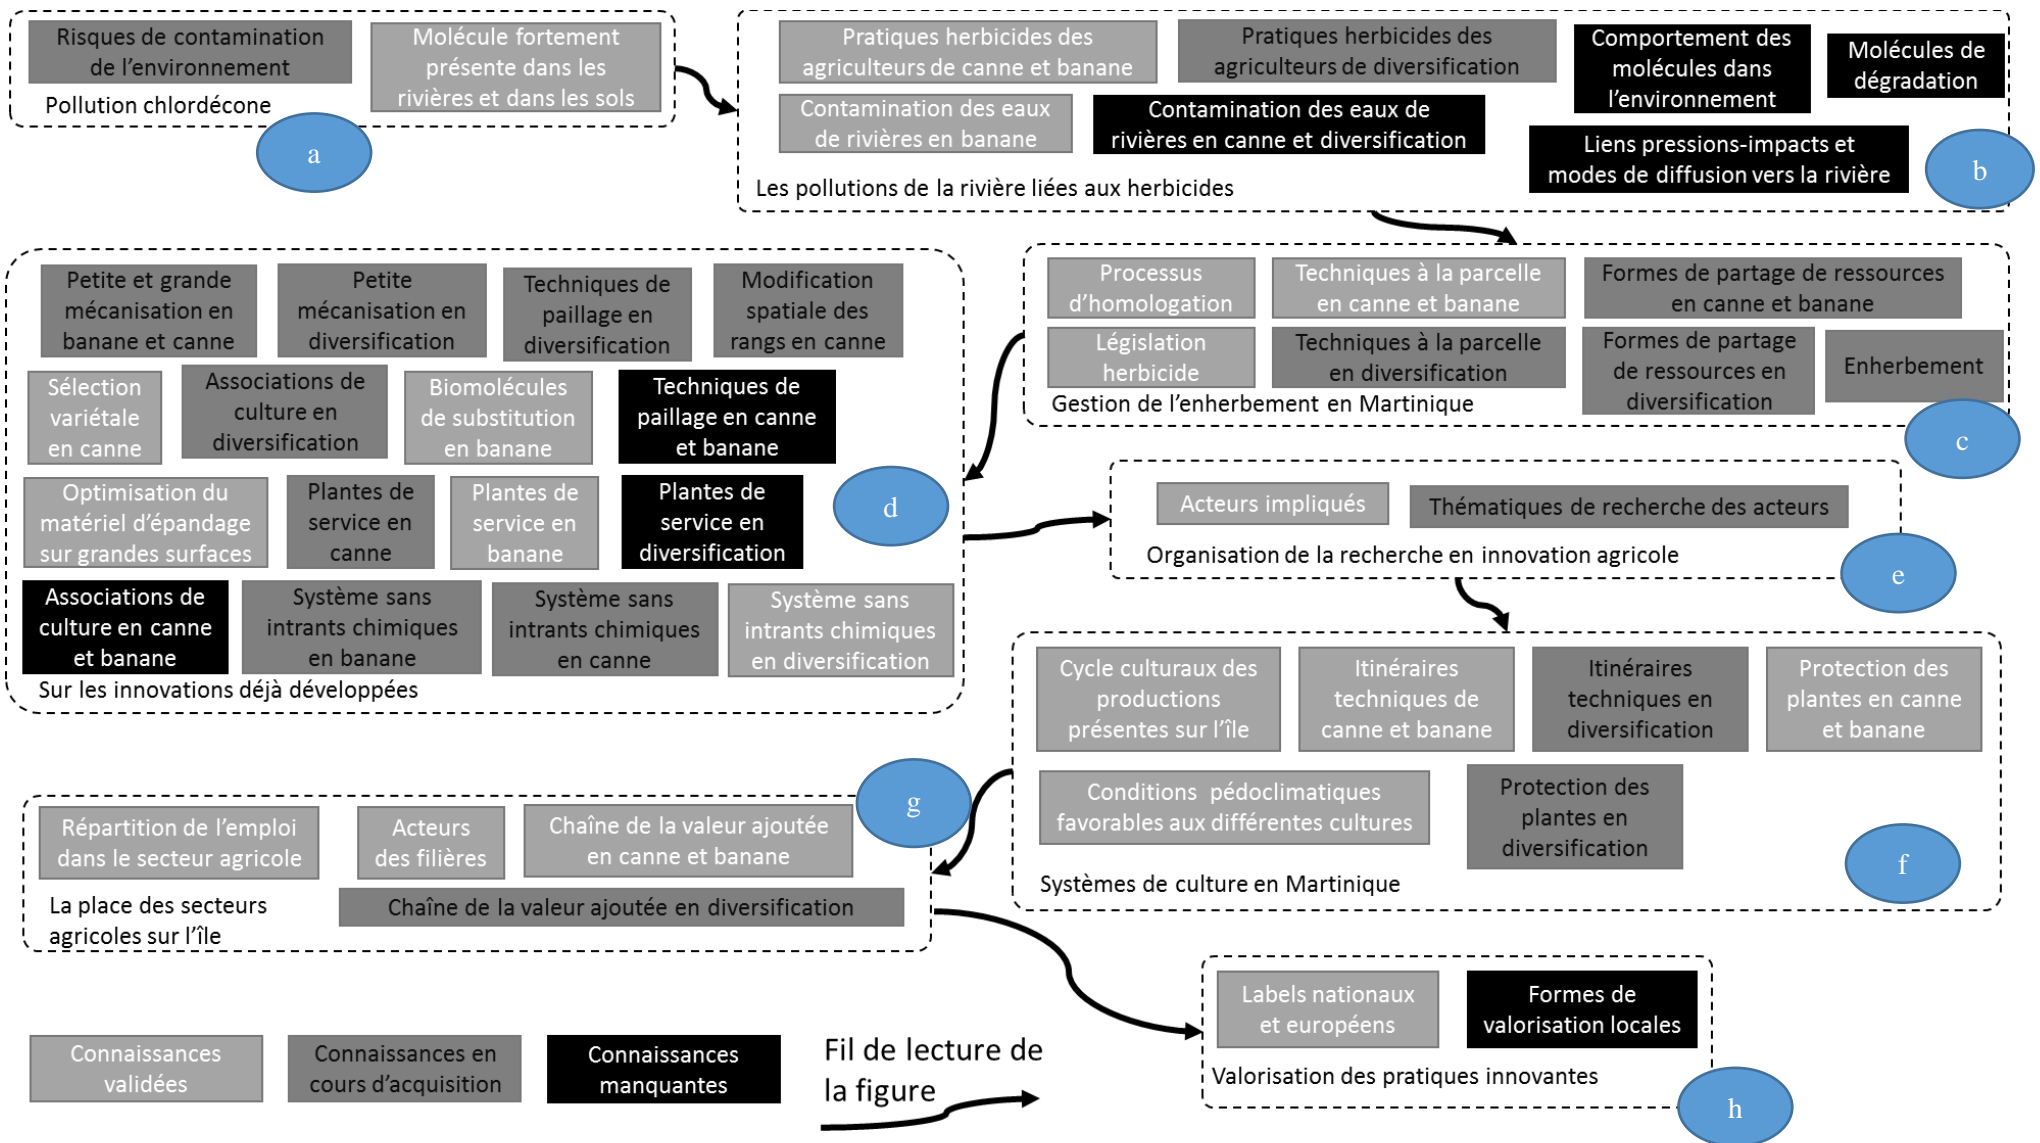 Risques de contamination
de l'environnement
Molécule fortement
présente dans les
rivières et dans les sols
Pollution chlordécone
a
Pratiques herbicides des
agriculteurs de canne et banane
Pratiques herbicides des
agriculteurs de diversification
Comportement des
molécules dans
l'environnement
Molécules de
dégradation
Contamination des eaux
de rivières en banane
Contamination des eaux de
rivières en canne et diversification
Liens pressions-impacts et
modes de diffusion vers la rivière
Les pollutions de la rivière liées aux herbicides
b
Processus
d'homologation
Techniques à la parcelle
en canne et banane
Formes de partage de ressources
en canne et banane
Législation
herbicide
Techniques à la parcelle
en diversification
Formes de partage
de ressources en
diversification
Enherbement
Gestion de l'enherbement en Martinique
c
Petite et grande
mécanisation en
banane et canne
Petite
mécanisation en
diversification
Techniques de
paillage en
diversification
Modification
spatiale des
rangs en canne
Sélection
variétale
en canne
Associations de
culture en
diversification
Biomolécules
de substitution
en banane
Techniques de
paillage en canne
et banane
Optimisation du
matériel d'épandage
sur grandes surfaces
Plantes de
service en
canne
Plantes de
service en
banane
Plantes de
service en
diversification
d
Associations de
culture en canne
et banane
Système sans
intrants chimiques
en banane
Système sans
intrants chimiques
en canne
Système sans
intrants chimiques
en diversification
Sur les innovations déjà développées
Acteurs impliqués
Thématiques de recherche des acteurs
Organisation de la recherche en innovation agricole
e
Cycle culturaux des
productions
présentes sur l'île
Itinéraires
techniques de
canne et banane
Itinéraires
techniques en
diversification
Protection des
plantes en canne
et banane
Conditions pédoclimatiques
favorables aux différentes cultures
Protection des
plantes en
diversification
Systèmes de culture en Martinique
f
g
Répartition de l'emploi
dans le secteur agricole
Acteurs
des filières
Chaîne de la valeur ajoutée
en canne et banane
Chaîne de la valeur ajoutée en diversification
La place des secteurs
agricoles sur l'île
Labels nationaux
et européens
Formes de
valorisation locales
Valorisation des pratiques innovantes
h
Connaissances
validées
Connaissances en
cours d'acquisition
Connaissances
manquantes
Fil de lecture de
la figure